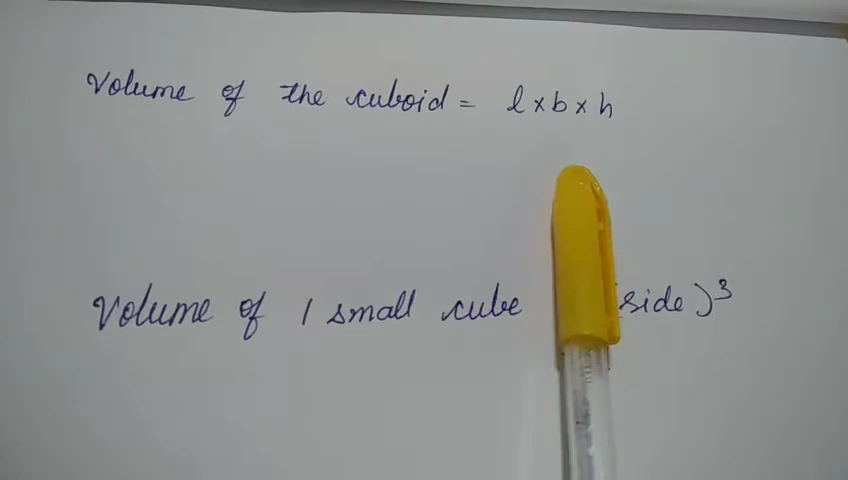 Volume of the cuboid = l × b × h
Volume of 1 small cube side)³